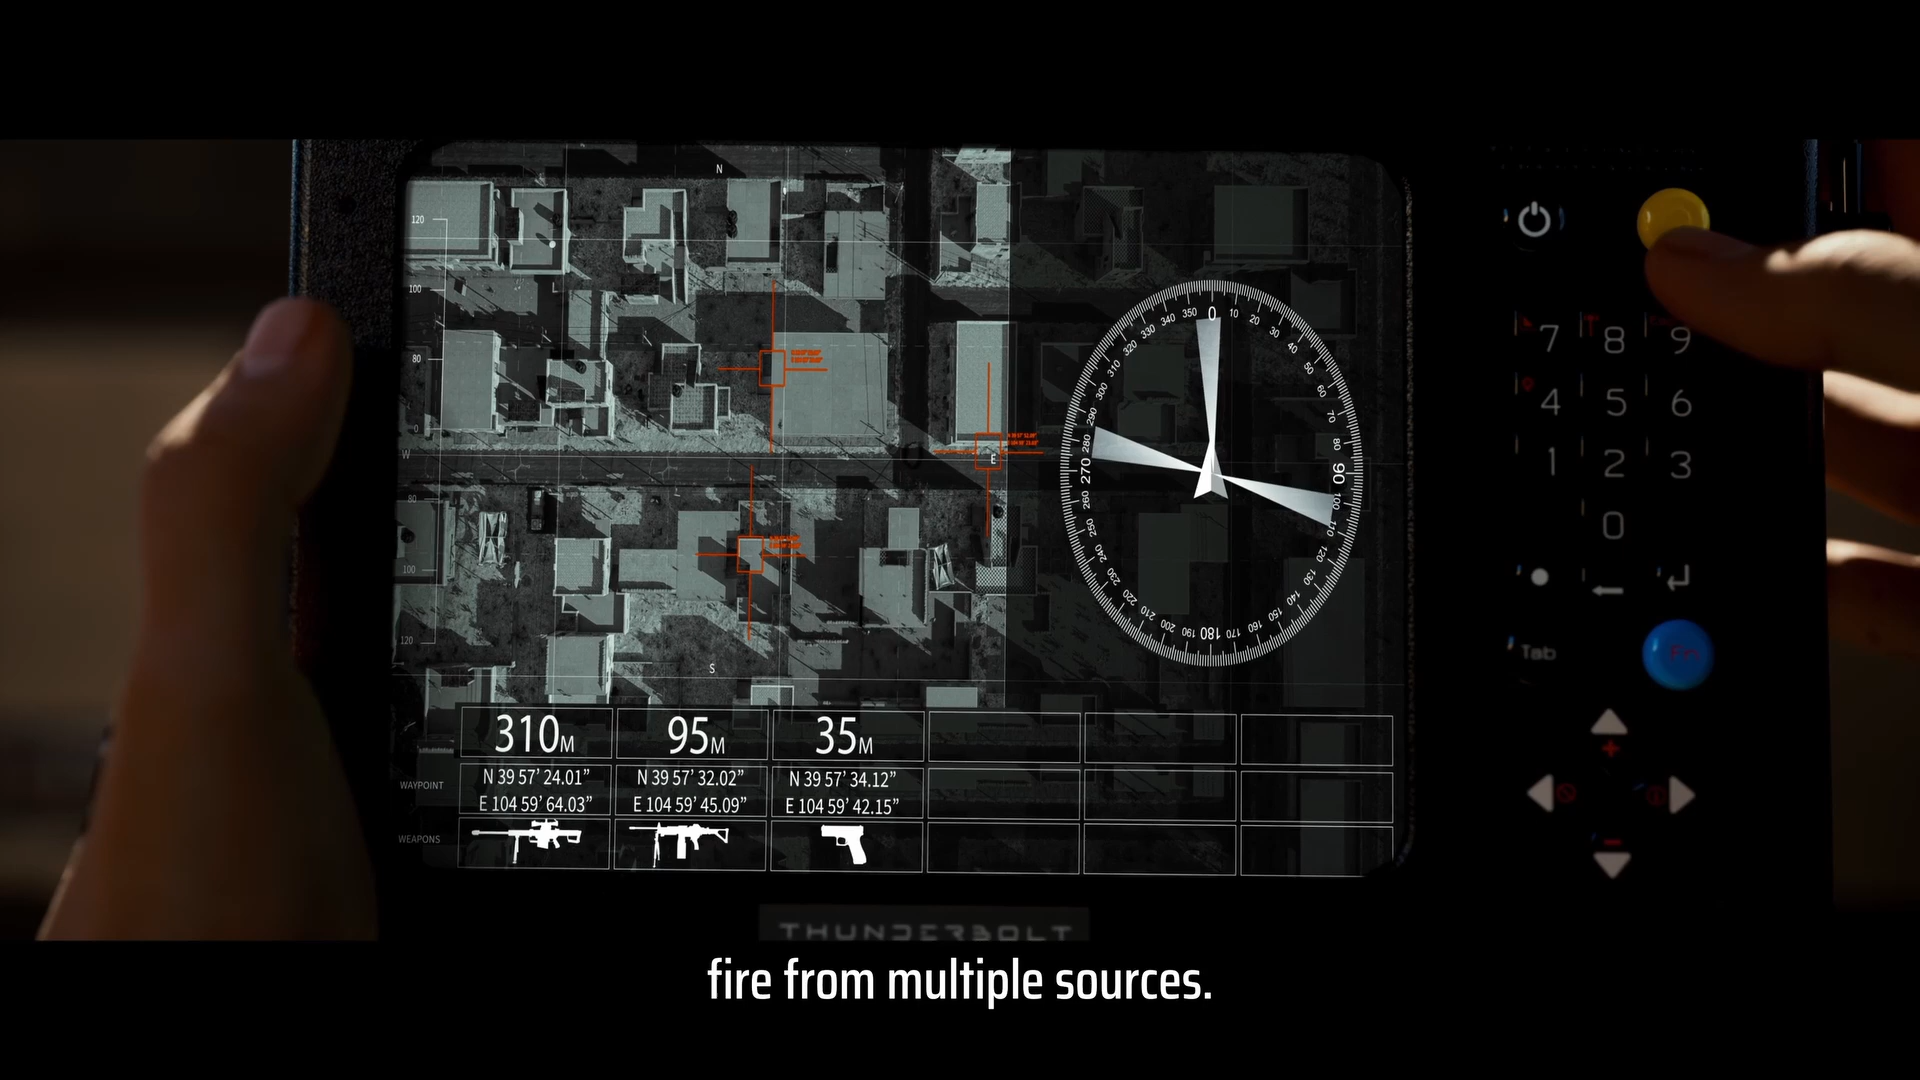 N
120
100
80
0
W
80
100
120
S
E
0
10
20
30
40
50
60
70
80
90
100
110
120
130
140
150
160
170
180
190
200
210
220
230
240
250
260
270
280
290
300
310
320
330
340
350
310M
95M
35M
WAYPOINT
N 39 57’ 24.01”
E 104 59’ 64.03”
N 39 57’ 32.02”
E 104 59’ 45.09”
N 39 57’ 34.12”
E 104 59’ 42.15”
WEAPONS
7 8 9
4 5 6
1 2 3
0
Tab
Fn
THUNDERBOLT
fire from multiple sources.